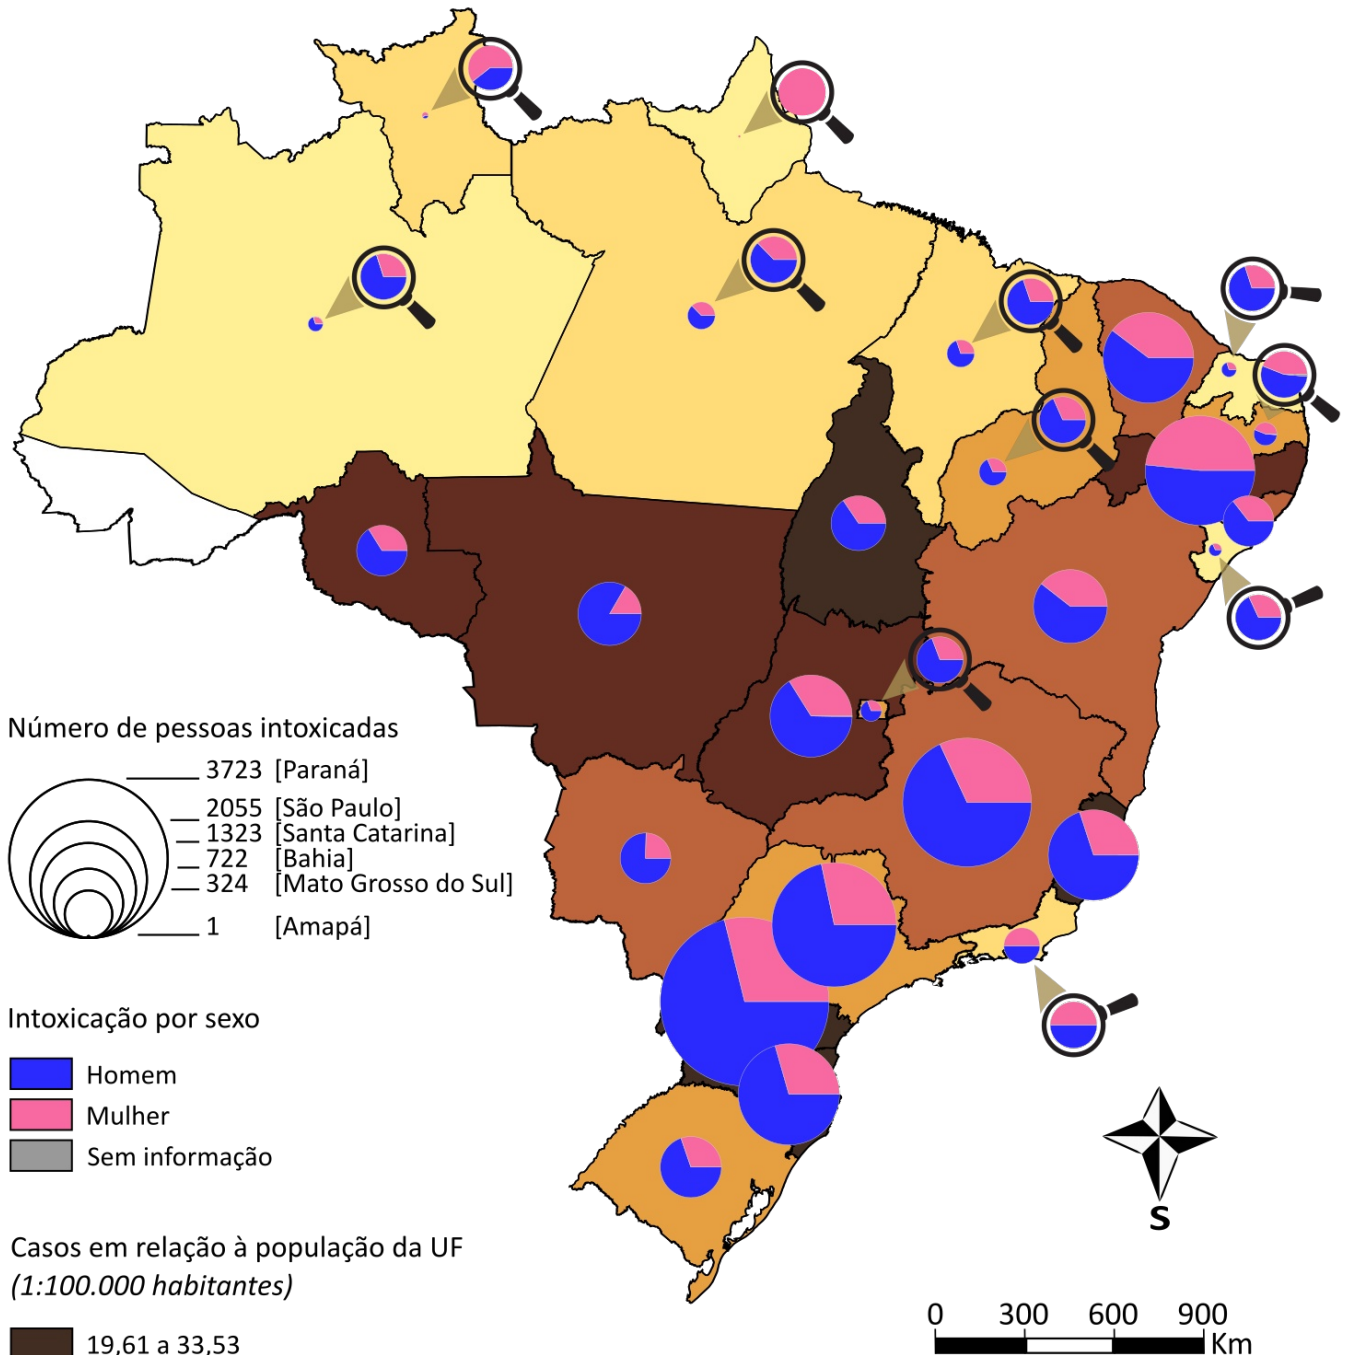 Número de pessoas intoxicadas
3723 [Paraná]
2055 [São Paulo]
1323 [Santa Catarina]
722 [Bahia]
324 [Mato Grosso do Sul]
1 [Amapá]
Intoxicação por sexo
Homem
Mulher
Sem informação
Casos em relação à população da UF
(1:100.000 habitantes)
19,61 a 33,53
S
0 300 600 900
Km